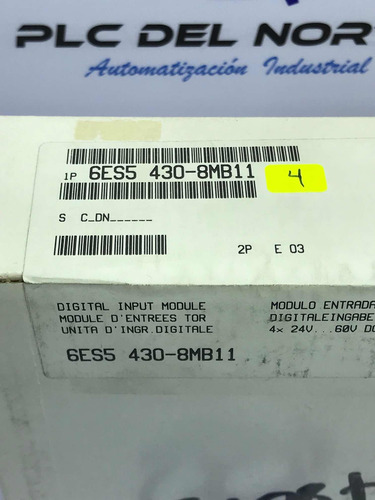 PLC DEL NOR
Automatización Industrial
1P 6ES5 430-8MB11
4
S C_DN______
2P E 03
DIGITAL INPUT MODULE
MODULE D'ENTREES TOR
UNITA D'INGR.DIGITALE
MODULO ENTRADA
DIGITALEINGABE
4x 24V...60V DC
6ES5 430-8MB11